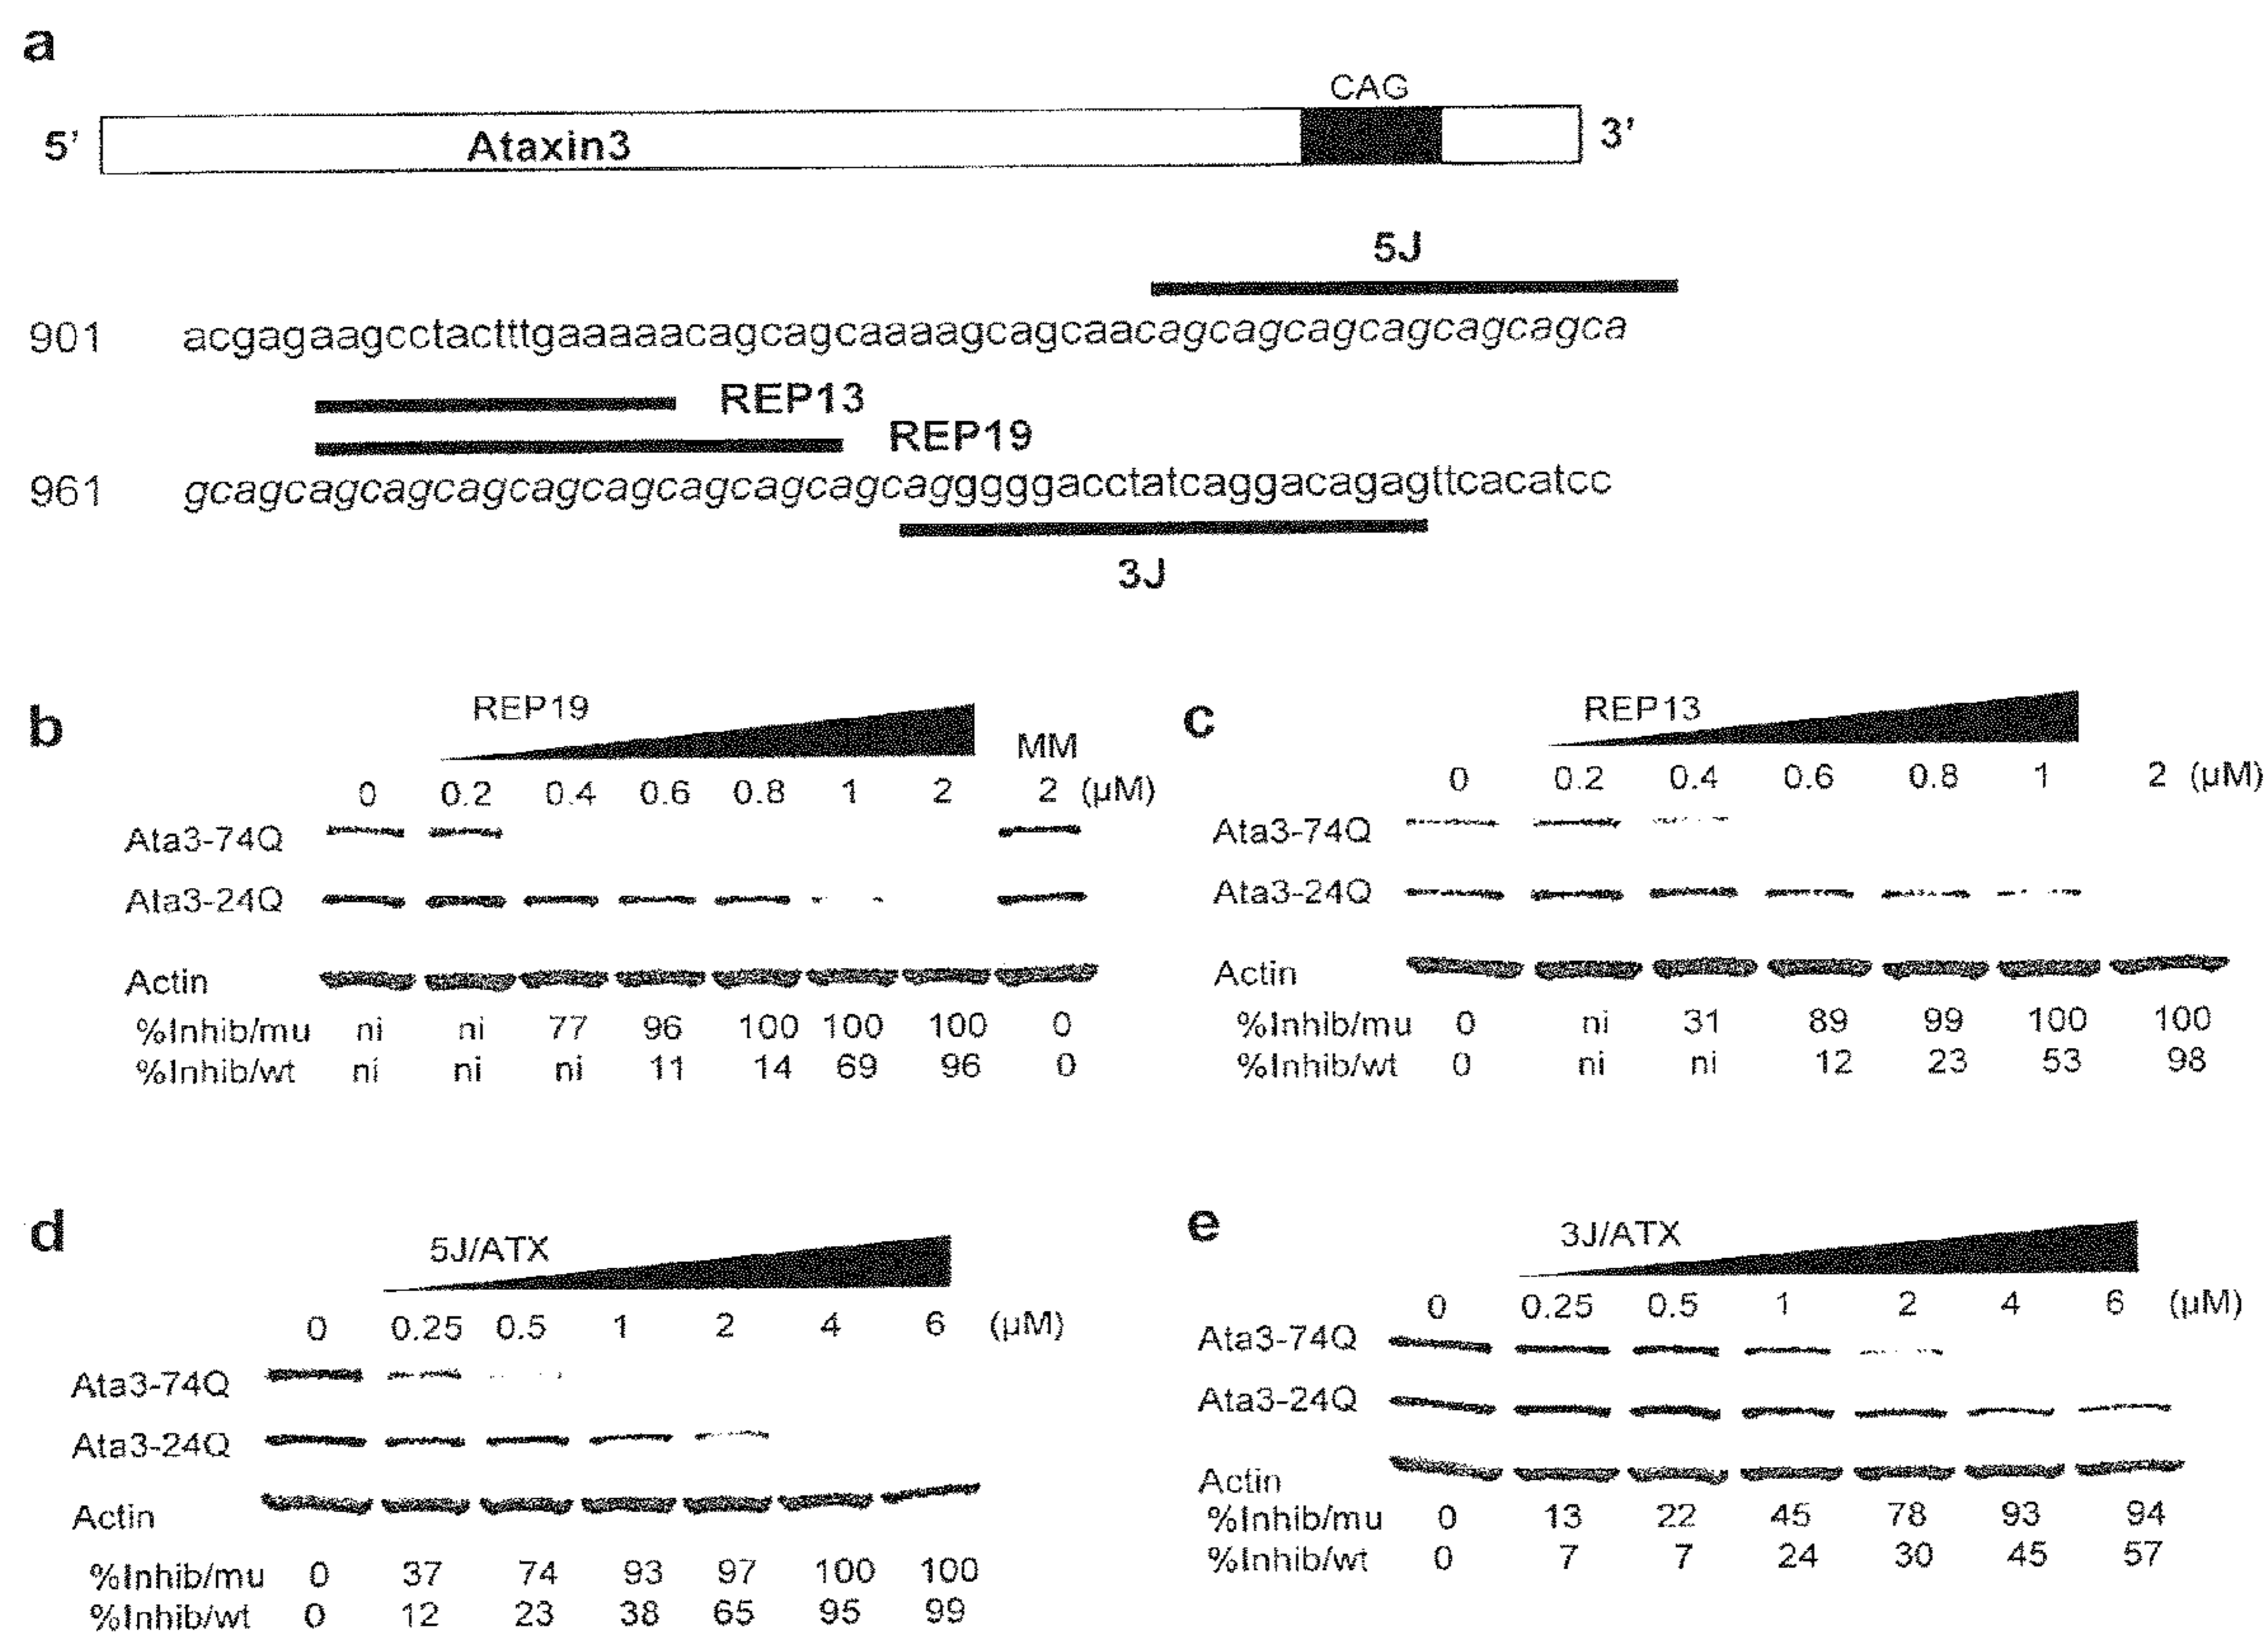 a
CAG
5' Ataxin3 3'
5J
901 acgagaagcctactttgaaaaacagcagcaaaagcagcaacagcagcagcagcagcagca
REP13
REP19
961 gcagcagcagcagcagcagcagcagcagcagggggacctatcaggacagagttcacatcc
3J
b
REP19
MM
0 0.2 0.4 0.6 0.8 1 2 2 (µM)
Ata3-74Q
Ata3-24Q
Actin
%Inhib/mu ni ni 77 96 100 100 100 0
%Inhib/wt ni ni ni 11 14 69 96 0
c
REP13
0 0.2 0.4 0.6 0.8 1 2 (µM)
Ata3-74Q
Ata3-24Q
Actin
%Inhib/mu 0 ni 31 89 99 100 100
%Inhib/wt 0 ni ni 12 23 53 98
d
5J/ATX
0 0.25 0.5 1 2 4 6 (µM)
Ata3-74Q
Ata3-24Q
Actin
%Inhib/mu 0 37 74 93 97 100 100
%Inhib/wt 0 12 23 38 65 95 99
e
3J/ATX
0 0.25 0.5 1 2 4 6 (µM)
Ata3-74Q
Ata3-24Q
Actin
%Inhib/mu 0 13 22 45 78 93 94
%Inhib/wt 0 7 7 24 30 45 57